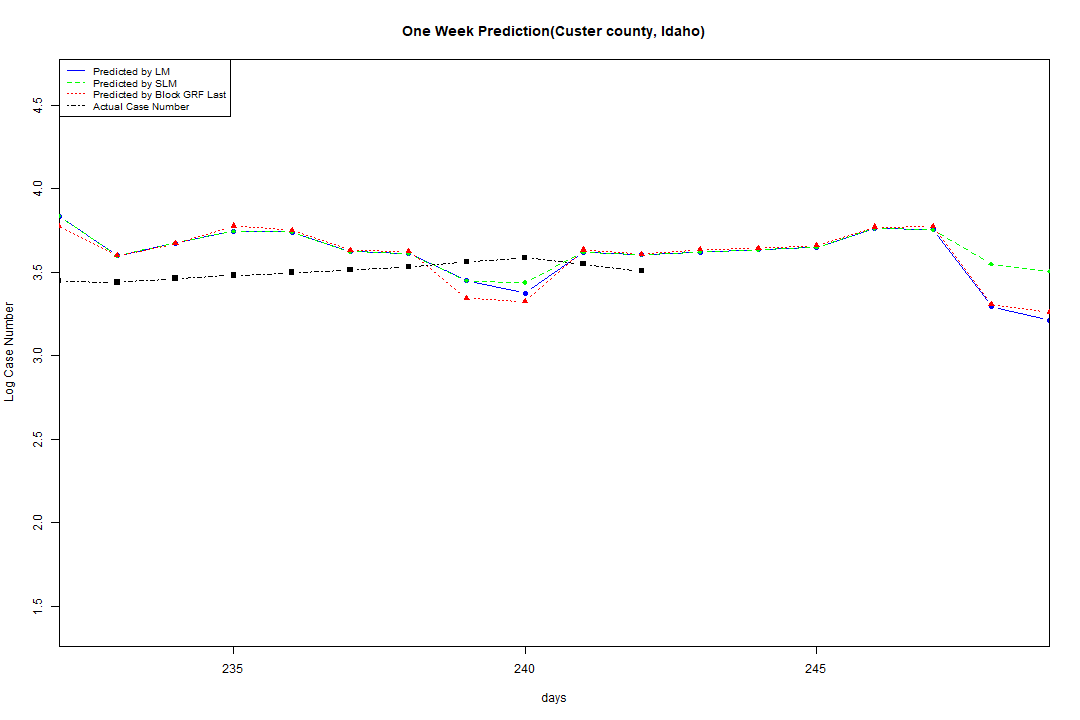 One Week Prediction(Custer county, Idaho)
Predicted by LM
Predicted by SLM
Predicted by Block GRF Last
Actual Case Number
4.5
4.0
3.5
3.0
2.5
2.0
1.5
Log Case Number
235
240
245
days